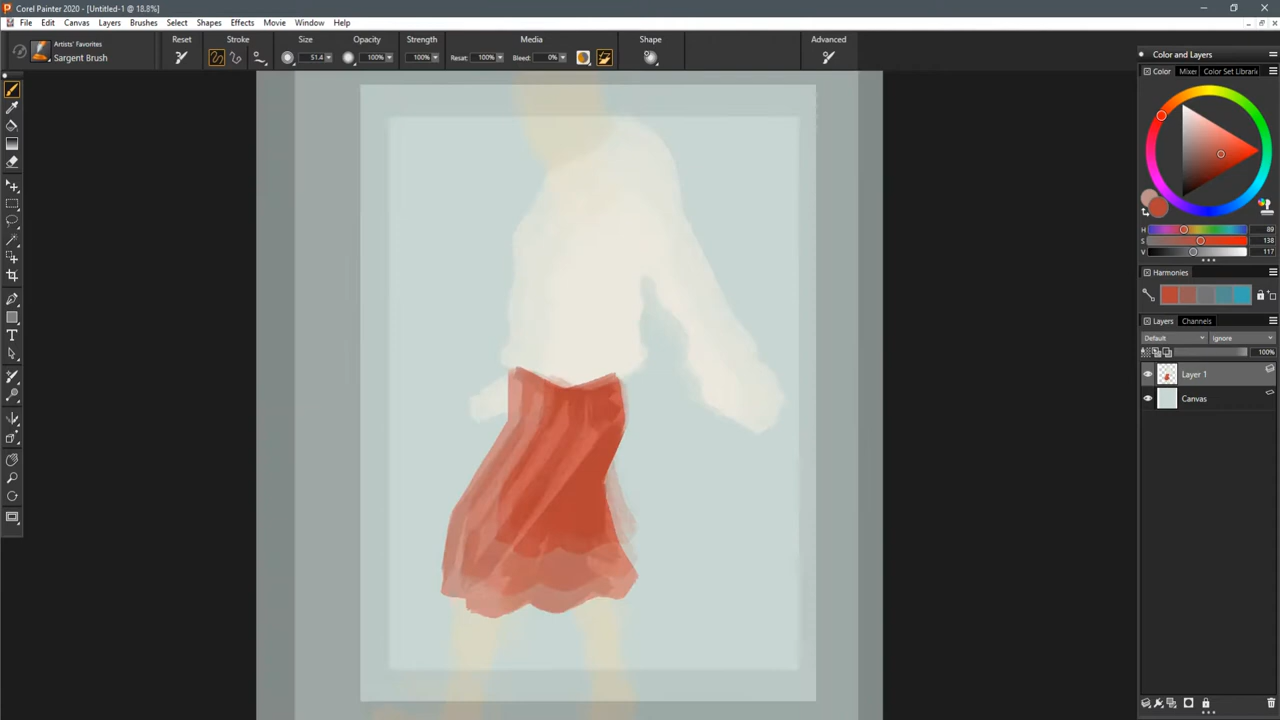 Corel Painter 2020 - [Untitled-1 @ 18.8%]
File Edit Canvas Layers Brushes Select Shapes Effects Movie Window Help
Artists' Favorites
Sargent Brush
Reset Stroke Size Opacity Strength Media Shape Advanced
51.4 100% 100% Reset: 100% Bleed: 0%
Color and Layers
Color Mixer Color Set Librari
H 89
S 138
V 117
Harmonies
Layers Channels
Default Ignore
100%
Layer 1
Canvas
T